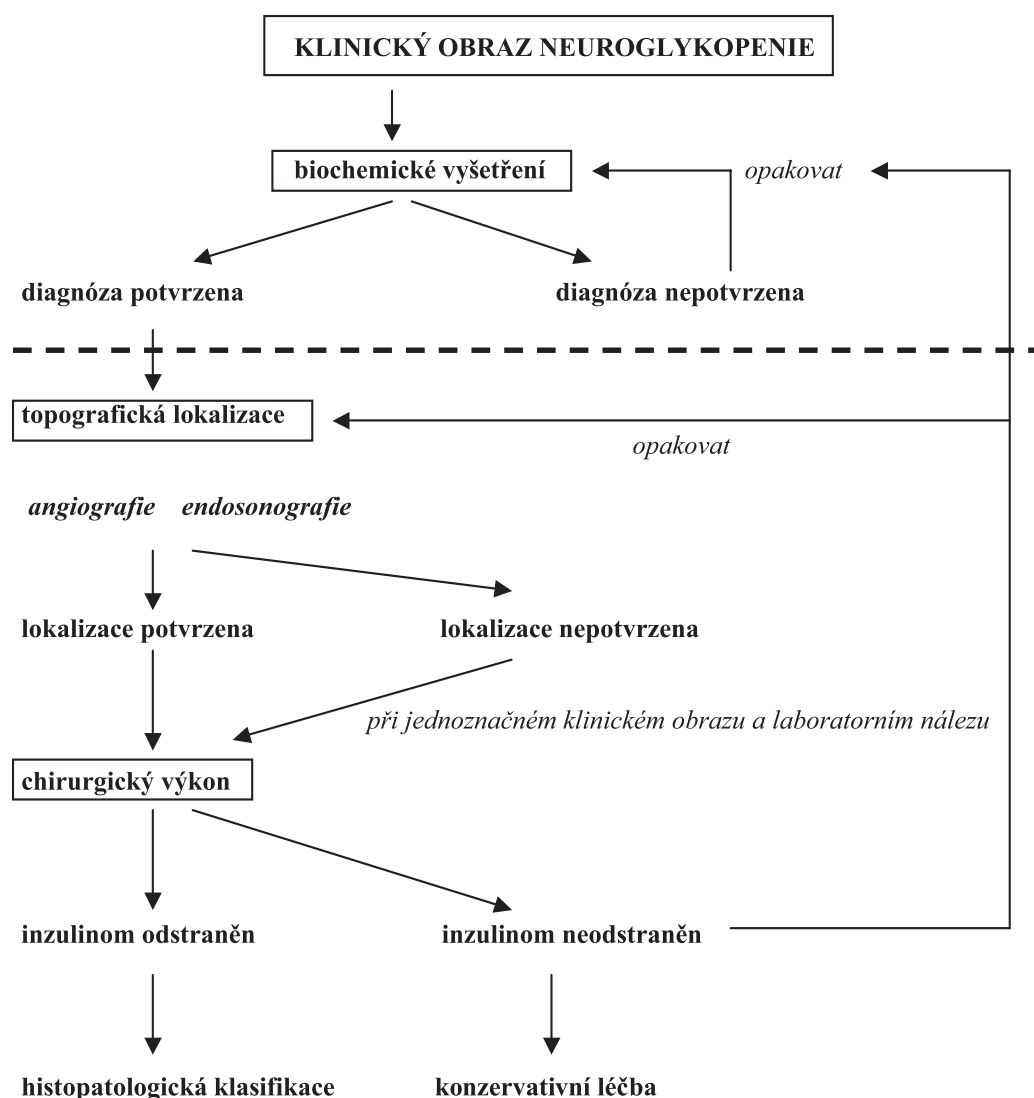 KLINICKÝ OBRAZ NEUROGLYKOPENIE
biochemické vyšetření
opakovat
diagnóza potvrzena
diagnóza nepotvrzena
topografická lokalizace
opakovat
angiografie endosonografie
lokalizace potvrzena
lokalizace nepotvrzena
při jednoznačném klinickém obrazu a laboratorním nálezu
chirurgický výkon
inzulinom odstraněn
inzulinom neodstraněn
histopatologická klasifikace
konzervativní léčba